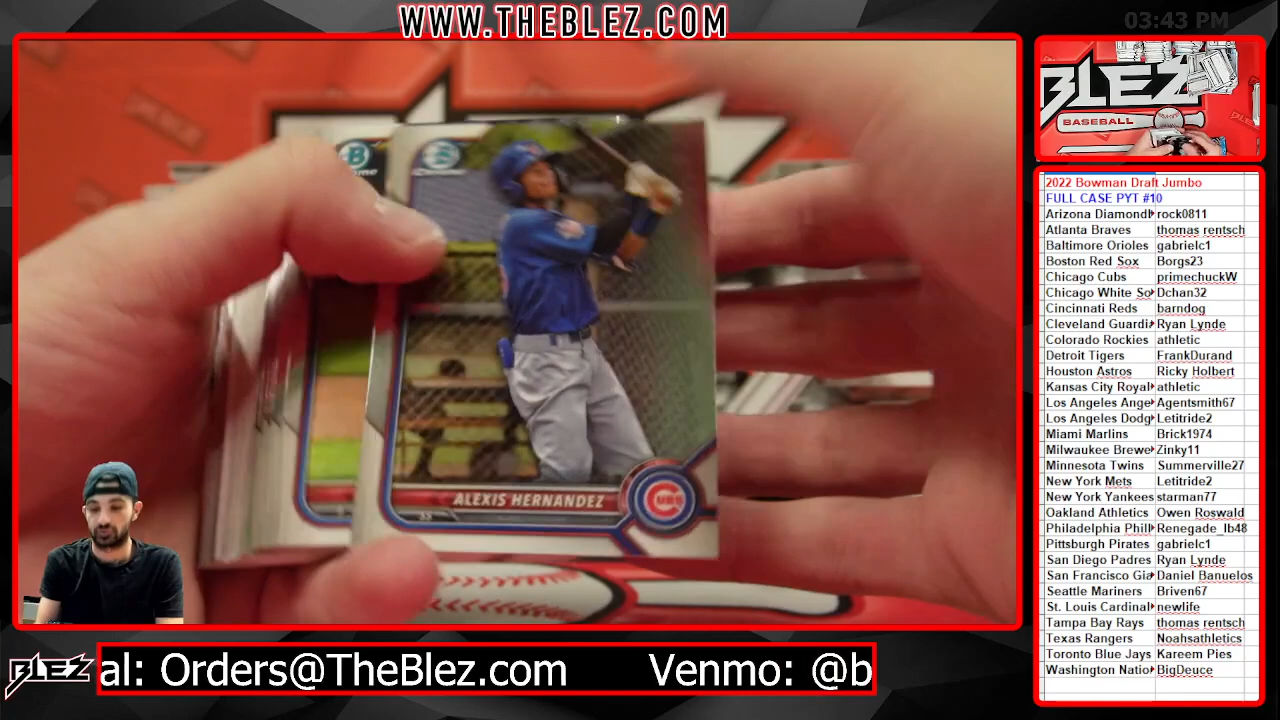 WWW.THEBLEZ.COM
03:43 PM
BLEZ
BASEBALL
ALEXIS HERNANDEZ
CUBS
2022 Bowman Draft Jumbo
FULL CASE PYT #10
Arizona Diamond rock0811
Atlanta Braves thomas rentsch
Baltimore Orioles gabrielc1
Boston Red Sox Borgs23
Chicago Cubs primechuckW
Chicago White So Dchan32
Cincinnati Reds barndog
Cleveland Guardi Ryan Lynde
Colorado Rockies athletic
Detroit Tigers FrankDurand
Houston Astros Ricky Holbert
Kansas City Royal athletic
Los Angeles Ange Agentsmith67
Los Angeles Dodg Letitride2
Miami Marlins Brick1974
Milwaukee Brewe Zinky11
Minnesota Twins Summerville27
New York Mets Letitride2
New York Yankees starman77
Oakland Athletics Owen Roswald
Philadelphia Phill Renegade_lb48
Pittsburgh Pirates gabrielc1
San Diego Padres Ryan Lynde
San Francisco Gia Daniel Banuelos
Seattle Mariners Briven67
St. Louis Cardinal newlife
Tampa Bay Rays thomas rentsch
Texas Rangers Noahsathletics
Toronto Blue Jays Kareem Pies
Washington Natio BigDeuce
BLEZ
al: Orders@TheBlez.com Venmo: @b